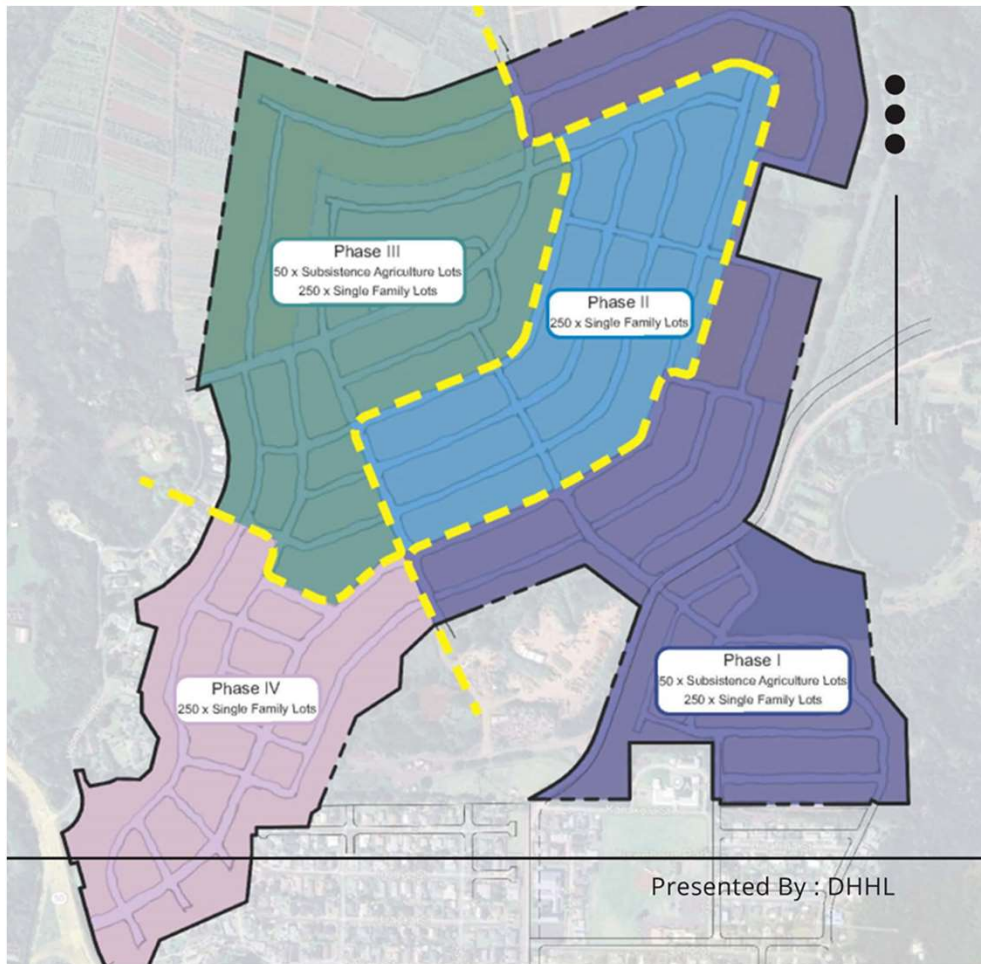 Phase III
50 x Subsistence Agriculture Lots
250 x Single Family Lots
Phase II
250 x Single Family Lots
Phase I
50 x Subsistence Agriculture Lots
250 x Single Family Lots
Phase IV
250 x Single Family Lots
Presented By : DHHL